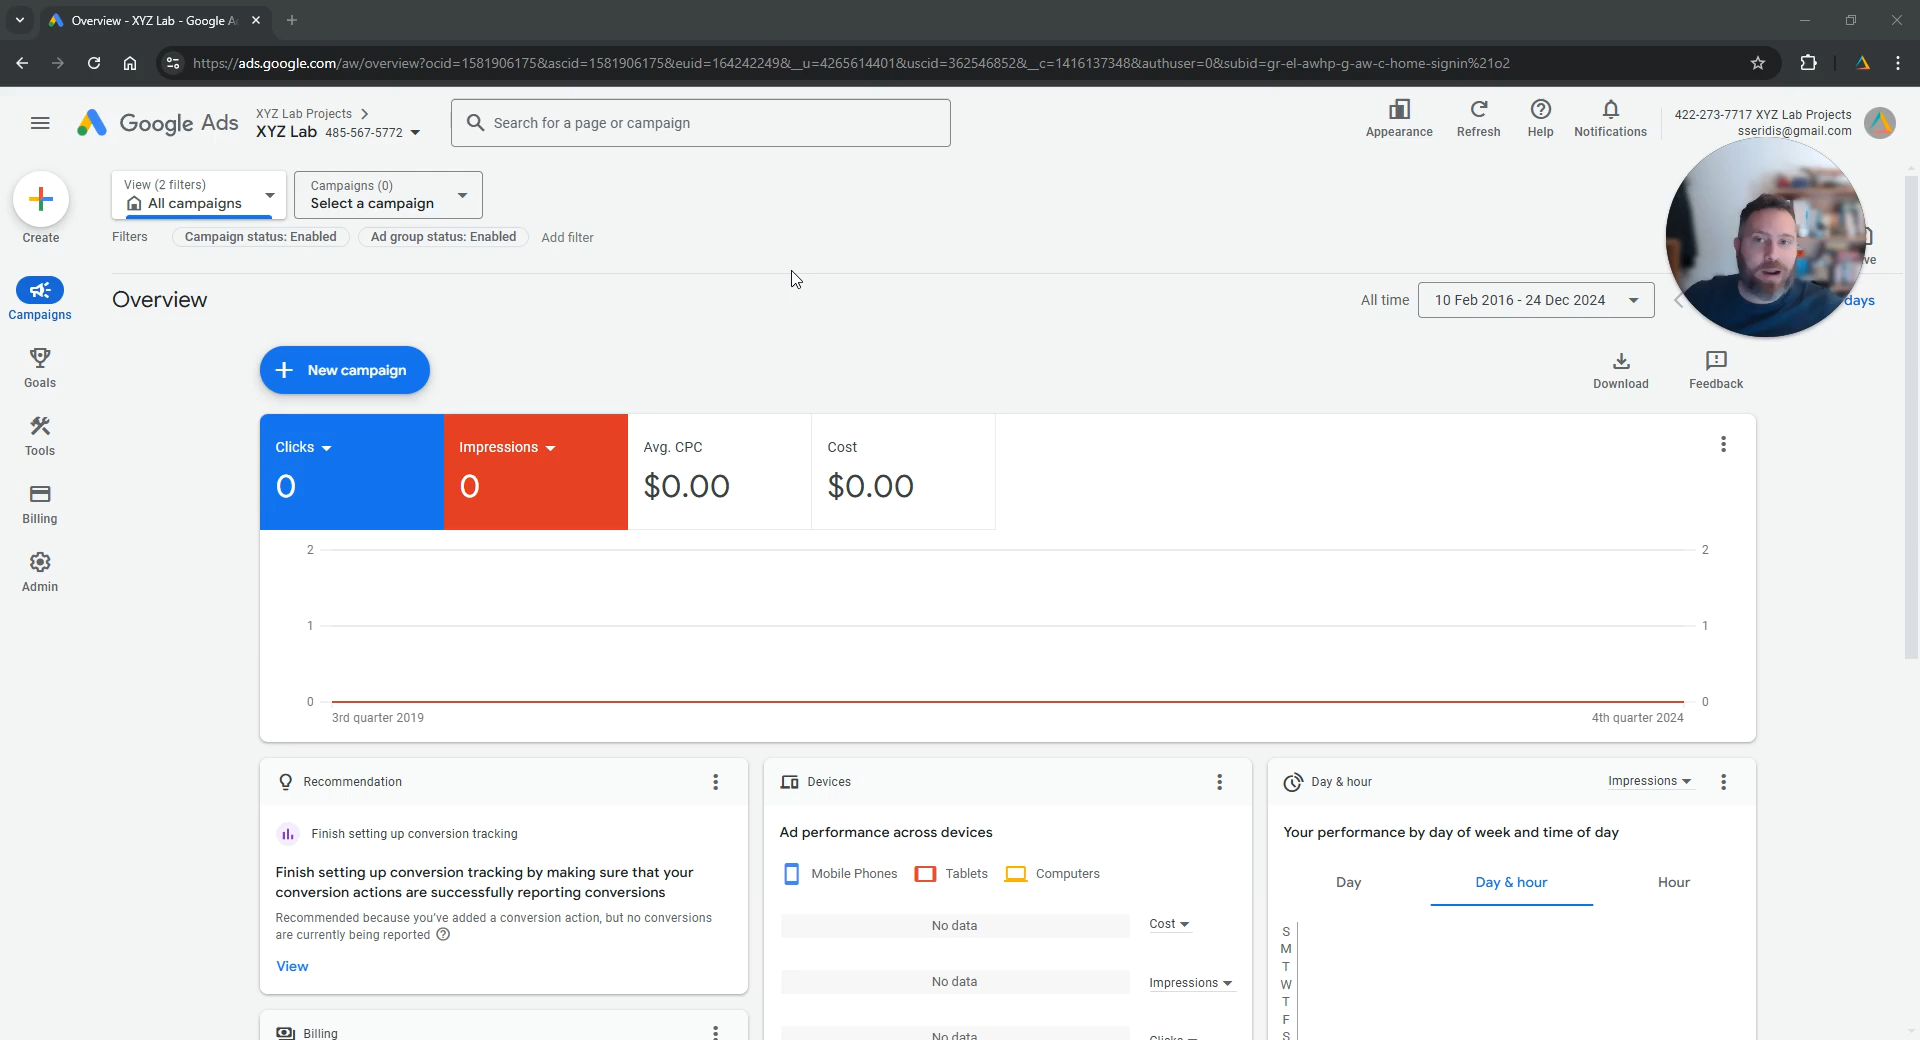 Overview - XYZ Lab - Google A
https://ads.google.com/aw/overview?ocid=1581906175&ascid=1581906175&euid=164242249&__u=4265614401&uscid=362546852&__c=1416137348&authuser=0&subid=gr-el-awhp-g-aw-c-home-signin%21o2
Google Ads
XYZ Lab Projects
XYZ Lab 485-567-5772
Search for a page or campaign
Appearance
Refresh
Help
Notifications
422-273-7717 XYZ Lab Projects
sseridis@gmail.com
Create
Campaigns
Goals
Tools
Billing
Admin
View (2 filters)
All campaigns
Campaigns (0)
Select a campaign
Filters
Campaign status: Enabled
Ad group status: Enabled
Add filter
Overview
All time
10 Feb 2016 - 24 Dec 2024
days
New campaign
Download
Feedback
Clicks
0
Impressions
0
Avg. CPC
$0.00
Cost
$0.00
2
2
1
1
0
0
3rd quarter 2019
4th quarter 2024
Recommendation
Finish setting up conversion tracking
Finish setting up conversion tracking by making sure that your
conversion actions are successfully reporting conversions
Recommended because you've added a conversion action, but no conversions
are currently being reported
View
Billing
Devices
Ad performance across devices
Mobile Phones
Tablets
Computers
No data
Cost
No data
Impressions
No data
Clicks
Day & hour
Impressions
Your performance by day of week and time of day
Day
Day & hour
Hour
S
M
T
W
T
F
S